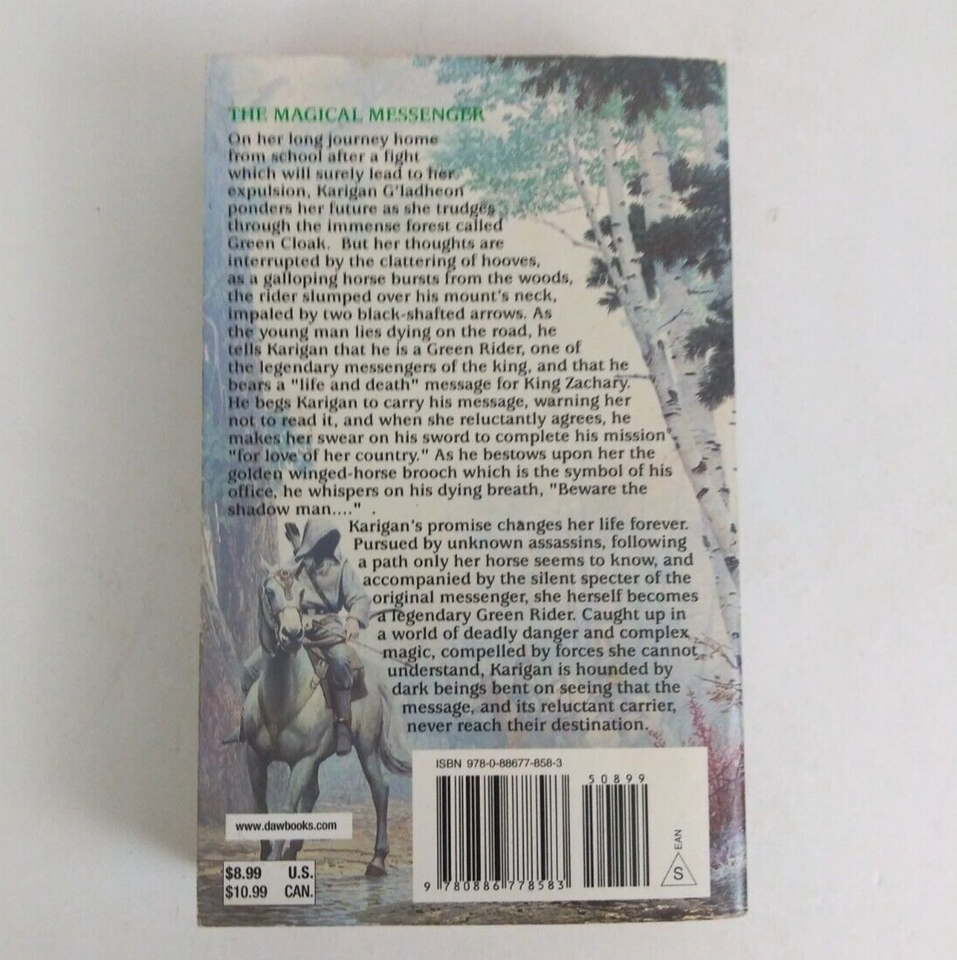 THE MAGICAL MESSENGER
On her long journey home
from school after a fight
which will surely lead to her
expulsion, Karigan G'ladheon
ponders her future as she trudges
through the immense forest called
Green Cloak. But her thoughts are
interrupted by the clattering of hooves,
as a galloping horse bursts from the woods,
the rider slumped over his mount's neck,
impaled by two black-shafted arrows. As
the young man lies dying on the road, he
tells Karigan that he is a Green Rider, one of
the legendary messengers of the king, and that he
bears a "life and death" message for King Zachary.
He begs Karigan to carry his message, warning her
not to read it, and when she reluctantly agrees, he
makes her swear on his sword to complete his mission
"for love of her country." As he bestows upon her the
golden winged-horse brooch which is the symbol of his
office, he whispers on his dying breath, "Beware the
shadow man...."
Karigan's promise changes her life forever.
Pursued by unknown assassins, following
a path only her horse seems to know, and
accompanied by the silent specter of the
original messenger, she herself becomes
a legendary Green Rider. Caught up in
a world of deadly danger and complex
magic, compelled by forces she cannot
understand, Karigan is hounded by
dark beings bent on seeing that the
message, and its reluctant carrier,
never reach their destination.
ISBN 978-0-88677-858-3
50899
EAN
S
9 780886 778583
www.dawbooks.com
$8.99 U.S.
$10.99 CAN.